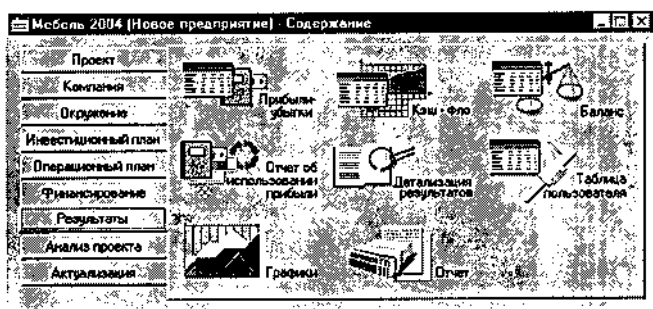 Мебель 2004 (Новое предприятие) - Содержание
Проект
Компания
Окружение
Инвестиционный план
Операционный план
Финансирование
Результаты
Анализ проекта
Актуализация
Прибыли-
убытки
Кэш - Фло
Баланс
Отчет об
использовании
прибыли
Детализация
результатов
Таблица
пользователя
Графики
Отчет